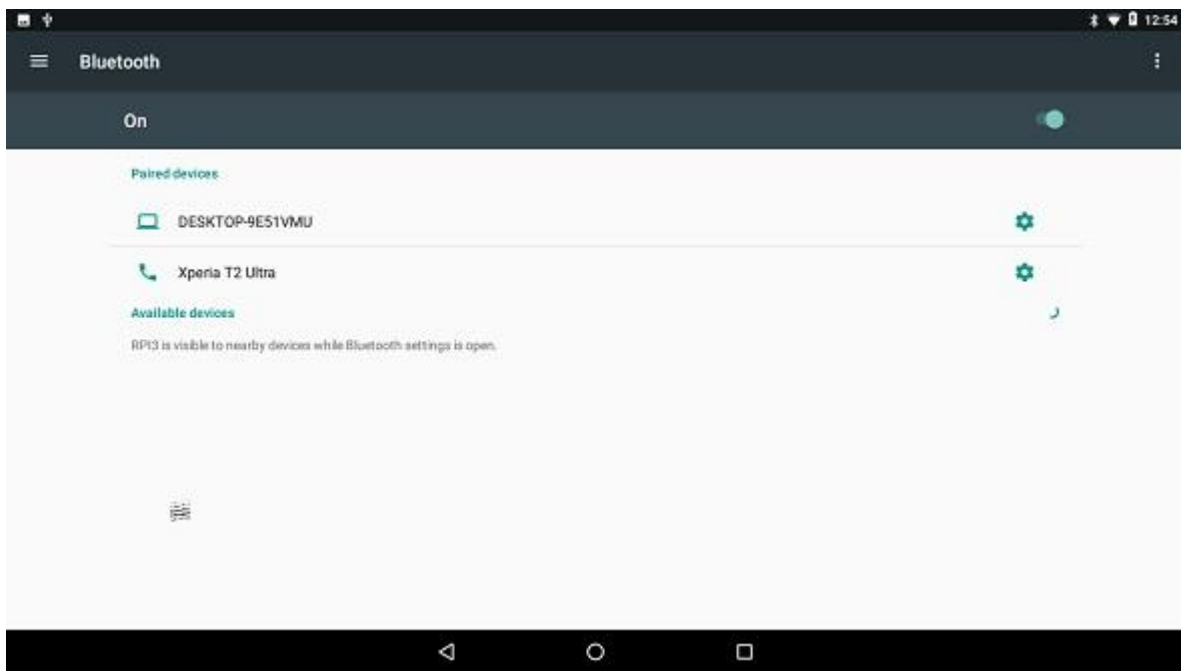 12:54
Bluetooth
On
Paired devices
DESKTOP-9E51VMU
Xperia T2 Ultra
Available devices
RPI3 is visible to nearby devices while Bluetooth settings is open.